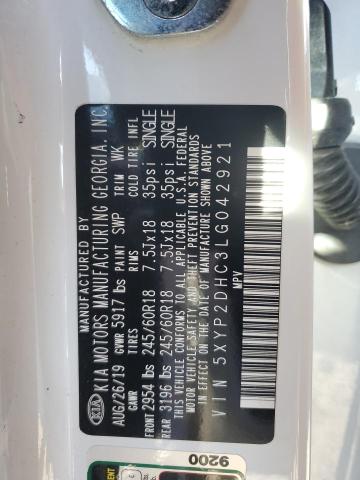 MANUFACTURED BY
KIA KIA MOTORS MANUFACTURING GEORGIA, INC.
AUG/26/19 GVWR 5917 lbs PAINT SWP TRIM WK
GAWR TIRES RIMS COLD TIRE INFL
FRONT 2954 lbs 245/60R18 7.5Jx18 35psi SINGLE
REAR 3196 lbs 245/60R18 7.5Jx18 35psi SINGLE
THIS VEHICLE CONFORMS TO ALL APPLICABLE U.S.A. FEDERAL
MOTOR VEHICLE SAFETY AND THEFT PREVENTION STANDARDS
IN EFFECT ON THE DATE OF MANUFACTURE SHOWN ABOVE
VIN 5XYP2DHC3LG042921
MPV
9200